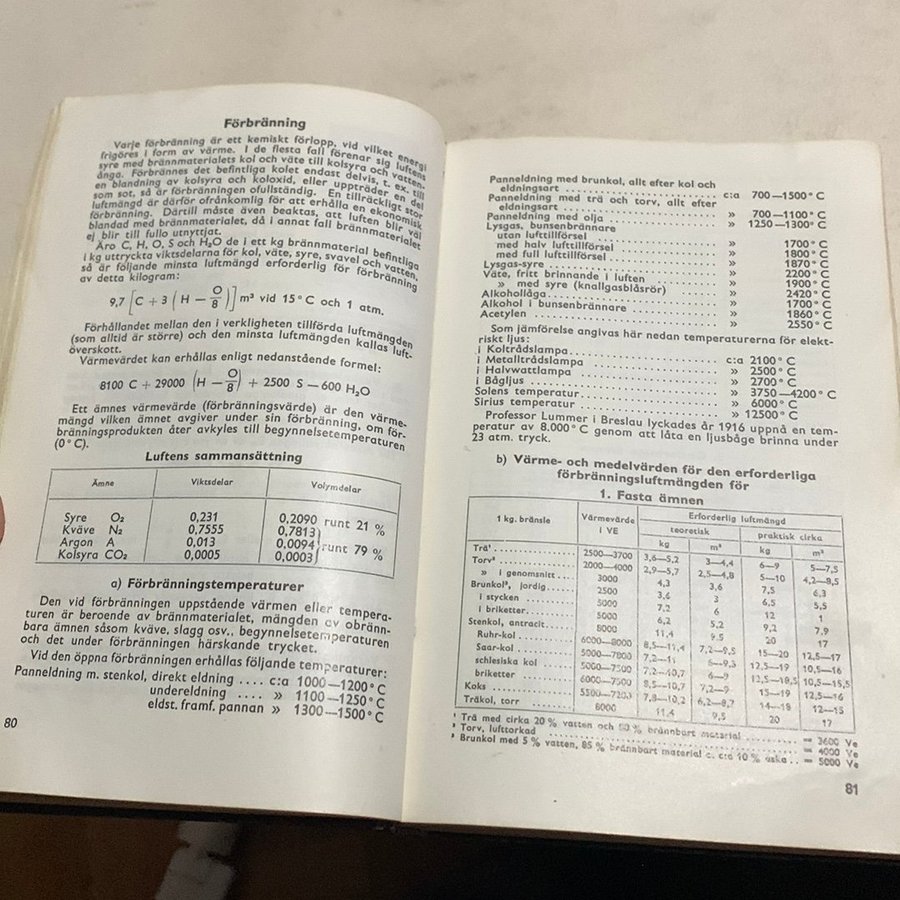 Förbränning
Varje förbränning är ett kemiskt förlopp, vid vilket energi
frigöres i form av värme. I de flesta fall förenar sig luftens
syre med brännmaterialets kol och väte till kolsyra och vatten-
ånga. Förbrännes det befintliga kolet endast delvis, t. ex. till
en blandning av kolsyra och koloxid, eller uppträder en del
som sot, så är förbränningen ofullständig. En tillräckligt stor
luftmängd är därför ofrånkomlig för att erhålla en ekonomisk
förbränning. Därtill måste även beaktas, att luften blir väl
blandad med brännmaterialet, då i annat fall brännmaterialet
ej blir till fullo utnyttjat.
Äro C, H, O, S och H₂O de i ett kg brännmaterial befintliga
i kg uttryckta viktsdelarna för kol, väte, syre, svavel och vatten,
så är följande minsta luftmängd erforderlig för förbränning
av detta kilogram:
9,7 [C + 3 (H — O/8)] m³ vid 15° C och 1 atm.
Förhållandet mellan den i verkligheten tillförda luftmängden
(som alltid är större) och den minsta luftmängden kallas luft-
överskott.
Värmevärdet kan erhållas enligt nedanstående formel:
8100 C + 29000 (H — O/8) + 2500 S — 600 H₂O
Ett ämnes värmevärde (förbränningsvärde) är den värme-
mängd vilken ämnet avgiver under sin förbränning, om för-
bränningsprodukten åter avkyles till begynnelsetemperaturen
(0° C).
Luftens sammansättning
Ämne Viktsdelar Volymdelar
Syre O₂ 0,231 0,2090 runt 21 %
Kväve N₂ 0,7555 0,7813
Argon A 0,013 0,0094 runt 79 %
Kolsyra CO₂ 0,0005 0,0003
a) Förbränningstemperaturer
Den vid förbränningen uppstående värmen eller tempera-
turen är beroende av brännmaterialet, mängden av obränn-
bara ämnen såsom kväve, slagg osv., begynnelsetemperaturen
och det under förbränningen härskande trycket.
Vid den öppna förbränningen erhållas följande temperaturer:
Panneldning m. stenkol, direkt eldning .... c:a 1000—1200° C
undereldning .... » 1100—1250° C
eldst. framf. pannan » 1300—1500° C
80
Panneldning med brunkol, allt efter kol och
eldningsart ........ c:a 700—1500° C
Panneldning med trä och torv, allt efter
eldningsart ........ » 700—1100° C
Panneldning med olja ........ » 1250—1300° C
Lysgas, bunsenbrännare
utan lufttillförsel ........ » 1700° C
med halv lufttillförsel ........ » 1800° C
med full lufttillförsel ........ » 1870° C
Lysgas-syre ........ » 2200° C
Väte, fritt brinnande i luften ........ » 1900° C
» med syre (knallgasblåsrör) ........ » 2420° C
Alkohollåga ........ » 1700° C
Alkohol i bunsenbrännare ........ » 1860° C
Acetylen ........ » 2550° C
Som jämförelse angivas här nedan temperaturerna för elekt-
riskt ljus:
i Koltrådslampa ........ c:a 2100° C
i Metalltrådslampa ........ » 2500° C
i Halvwattlampa ........ » 2700° C
i Bågljus ........ » 3750—4200° C
Solens temperatur ........ » 6000° C
Sirius temperatur ........ » 12500° C
Professor Lummer i Breslau lyckades år 1916 uppnå en tem-
peratur av 8.000° C genom att låta en ljusbåge brinna under
23 atm. tryck.
b) Värme- och medelvärden för den erforderliga
förbränningsluftmängden för
1. Fasta ämnen
1 kg. bränsle Värmevärde i VE Erforderlig luftmängd
teoretisk praktisk cirka
kg m³ kg m³
Trä¹ ........ 2500—3700 3,6—5,2 3—4,4 6—9 5—7,5
Torv² ........ 2000—4000 2,9—5,7 2,5—4,8 5—10 4,2—8,5
» i genomsnitt .... 3000 4,3 3,6 7,5 6,3
Brunkol³, jordig ..... 2500 3,6 3 6,5 5,5
i stycken ........ 5000 7,2 6 12 1
i briketter ........ 5000 6,2 5,2 9,2 7,9
Stenkol, antracit ...... 8000 11,4 9,5 20 17
Ruhr-kol ........ 6000—8000 8,5—11,4 7,2—9,5 15—20 12,5—17
Saar-kol ........ 5000—7800 7,2—11 6—9,3 12,5—19 10,5—16
schlesiska kol .... 5000—7500 7,2—10,7 6—9 12,5—18,5 10,5—15,5
briketter ........ 6000—7500 8,5—10,7 7,2—9 15—19 12,5—16
Koks ........ 5500—7200 7,8—10,2 6,2—8,7 14—18 12—15
Träkol, torr ........ 8000 11,4 9,5 20 17
¹ Trä med cirka 20 % vatten och 50 % brännbart material ........ = 3600 Ve
² Torv, lufttorkad ........ = 4000 Ve
³ Brunkol med 5 % vatten, 85 % brännbart material c. c:a 10 % aska .. = 5000 Ve
81